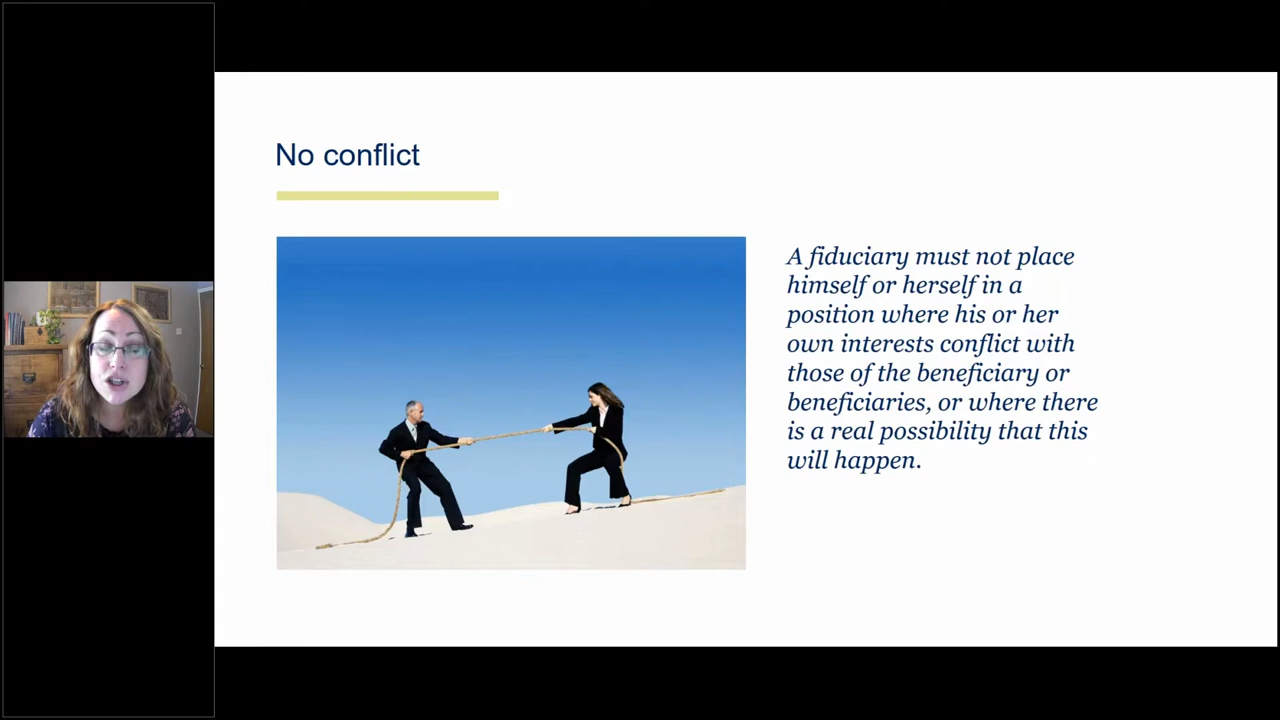 No conflict
A fiduciary must not place
himself or herself in a
position where his or her
own interests conflict with
those of the beneficiary or
beneficiaries, or where there
is a real possibility that this
will happen.